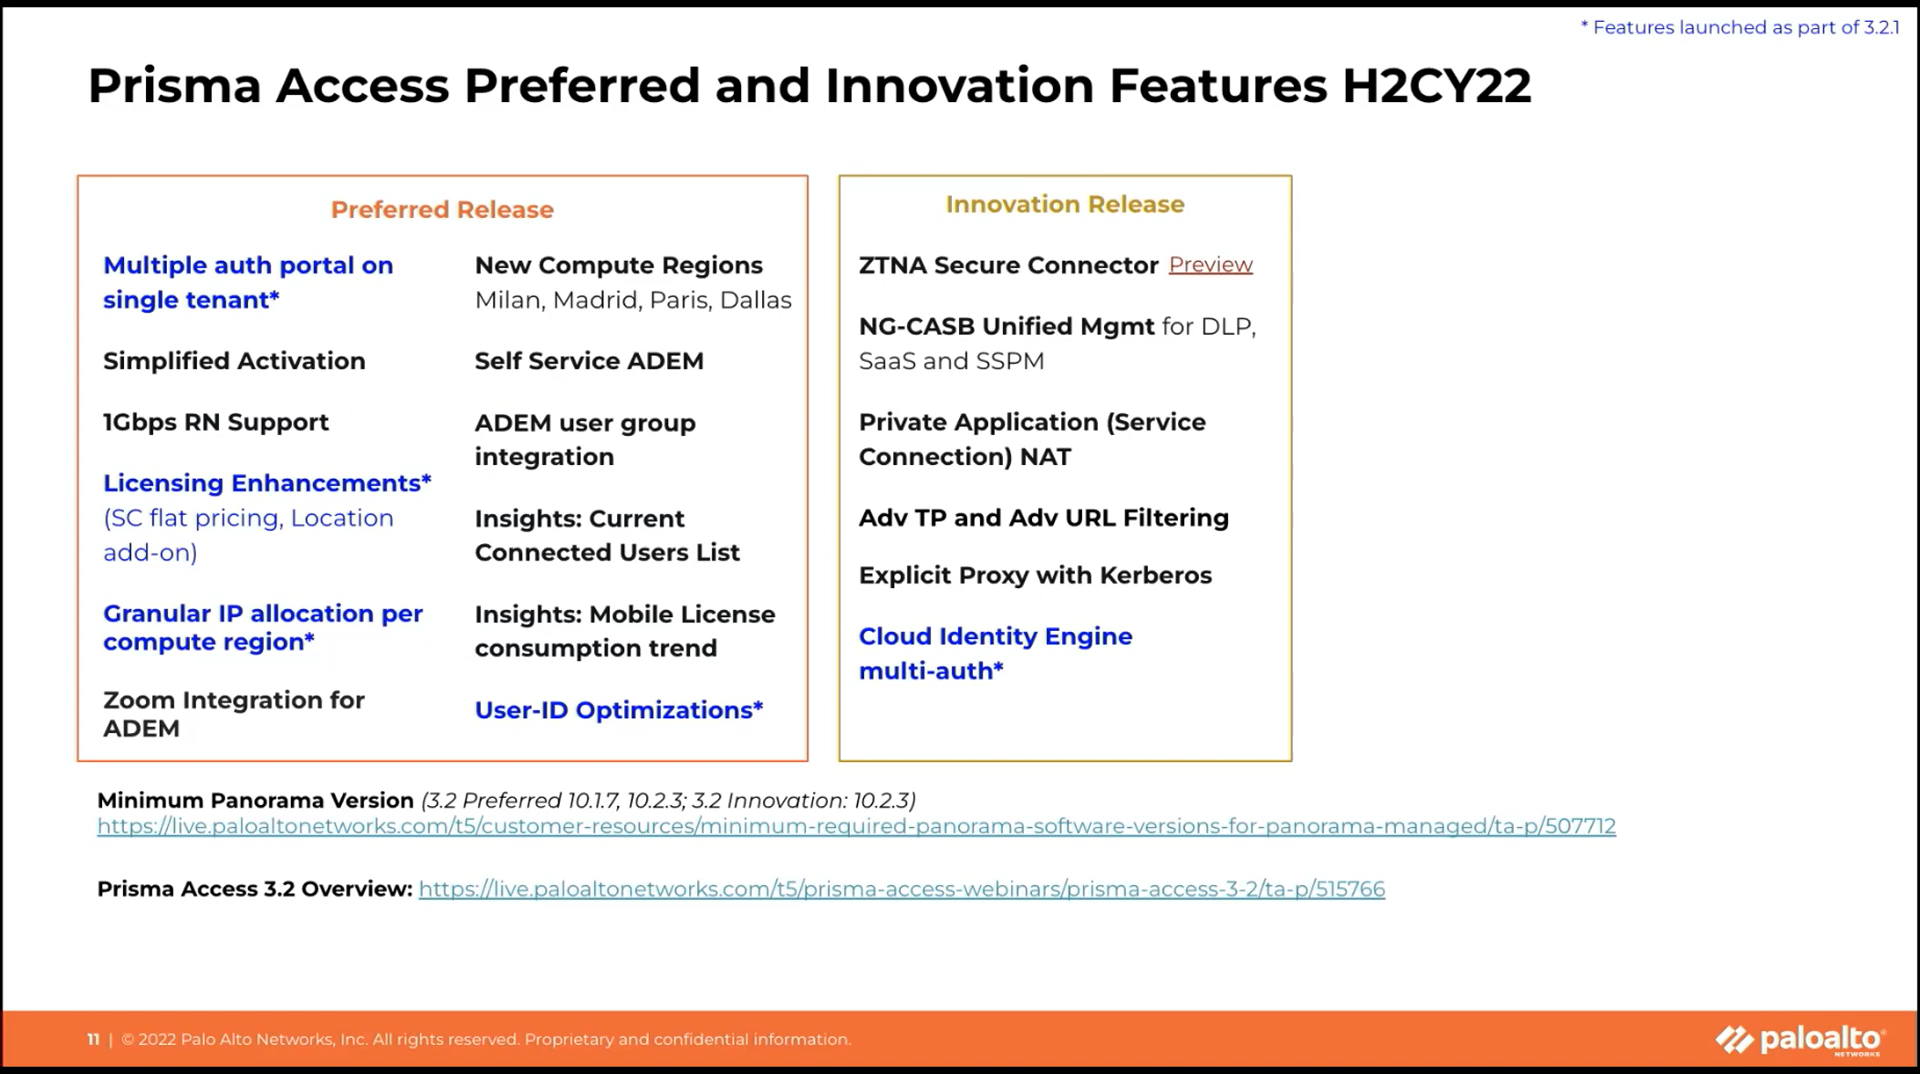 * Features launched as part of 3.2.1
Prisma Access Preferred and Innovation Features H2CY22
Preferred Release
Multiple auth portal on
single tenant*
Simplified Activation
1Gbps RN Support
Licensing Enhancements*
(SC flat pricing, Location
add-on)
Granular IP allocation per
compute region*
Zoom Integration for
ADEM
New Compute Regions
Milan, Madrid, Paris, Dallas
Self Service ADEM
ADEM user group
integration
Insights: Current
Connected Users List
Insights: Mobile License
consumption trend
User-ID Optimizations*
Innovation Release
ZTNA Secure Connector Preview
NG-CASB Unified Mgmt for DLP,
SaaS and SSPM
Private Application (Service
Connection) NAT
Adv TP and Adv URL Filtering
Explicit Proxy with Kerberos
Cloud Identity Engine
multi-auth*
Minimum Panorama Version (3.2 Preferred 10.1.7, 10.2.3; 3.2 Innovation: 10.2.3)
https://live.paloaltonetworks.com/t5/customer-resources/minimum-required-panorama-software-versions-for-panorama-managed/ta-p/507712
Prisma Access 3.2 Overview: https://live.paloaltonetworks.com/t5/prisma-access-webinars/prisma-access-3-2/ta-p/515766
11 | © 2022 Palo Alto Networks, Inc. All rights reserved. Proprietary and confidential information.
paloalto®
NETWORKS